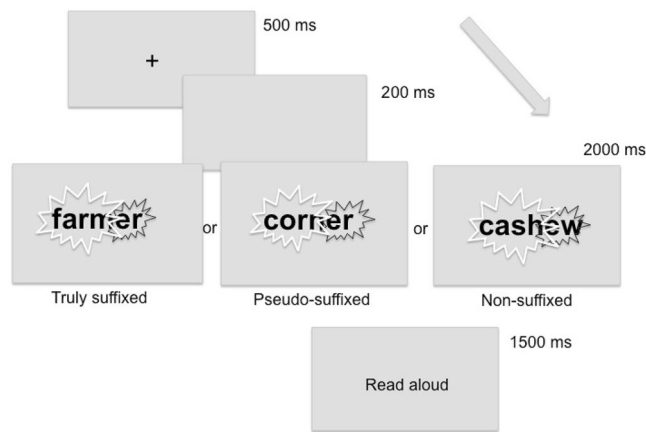 500 ms
+
200 ms
2000 ms
farmer or corner or cashew
Truly suffixed Pseudo-suffixed Non-suffixed
1500 ms
Read aloud